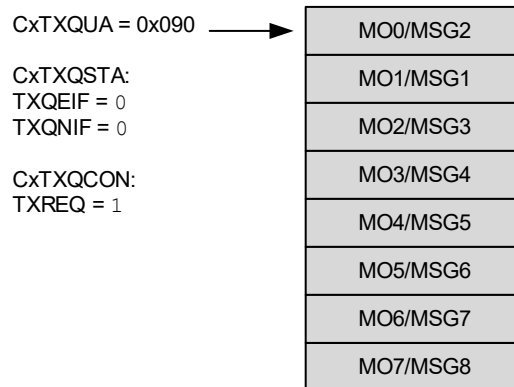 CxTXQUA = 0x090
CxTXQSTA:
TXQEIF = 0
TXQNIF = 0
CxTXQCON:
TXREQ = 1
MO0/MSG2
MO1/MSG1
MO2/MSG3
MO3/MSG4
MO4/MSG5
MO5/MSG6
MO6/MSG7
MO7/MSG8